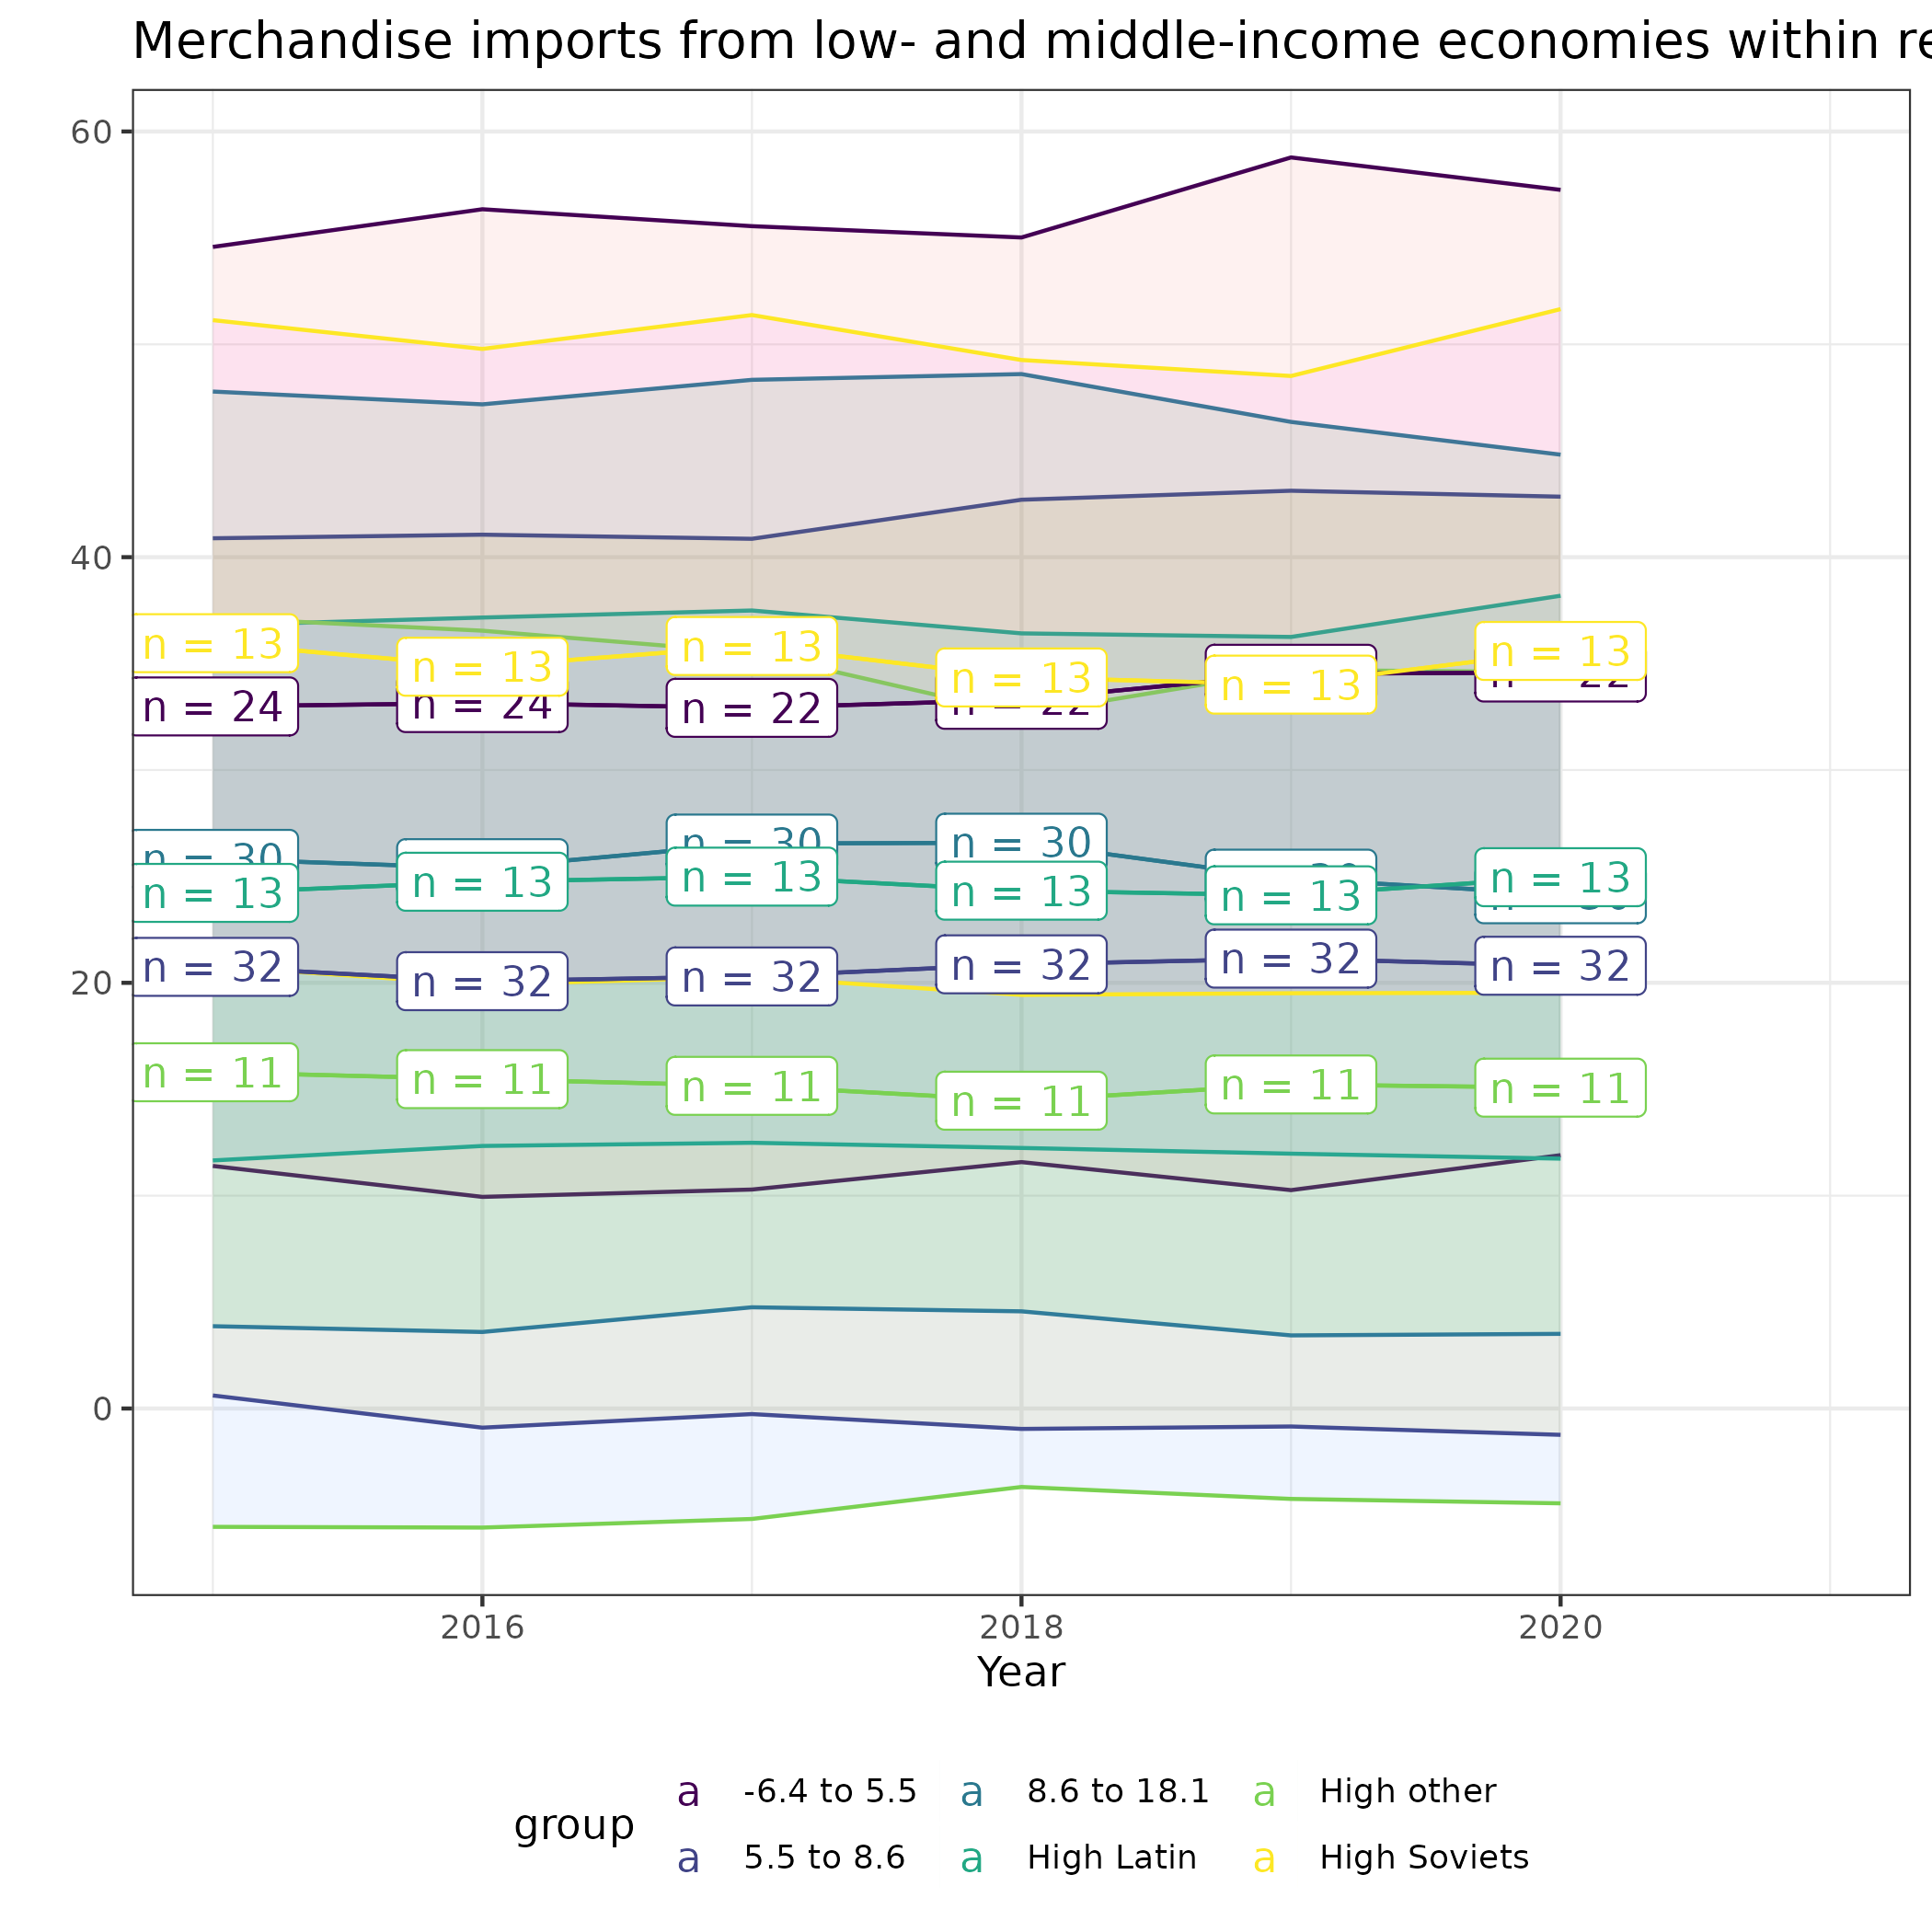 Merchandise imports from low- and middle-income economies within re
60
40
n = 13 n = 13 n = 13 n = 13 n = 13 n = 13
n = 24 n = 24 n = 22 n = 22 n = 22
n = 30 n = 30 n = 30
n = 13 n = 13 n = 13 n = 13 n = 13 n = 13
20
n = 32 n = 32 n = 32 n = 32 n = 32 n = 32
n = 11 n = 11 n = 11 n = 11 n = 11 n = 11
0
2016 2018 2020
Year
group
a -6.4 to 5.5 a 8.6 to 18.1 a High other
a 5.5 to 8.6 a High Latin a High Soviets